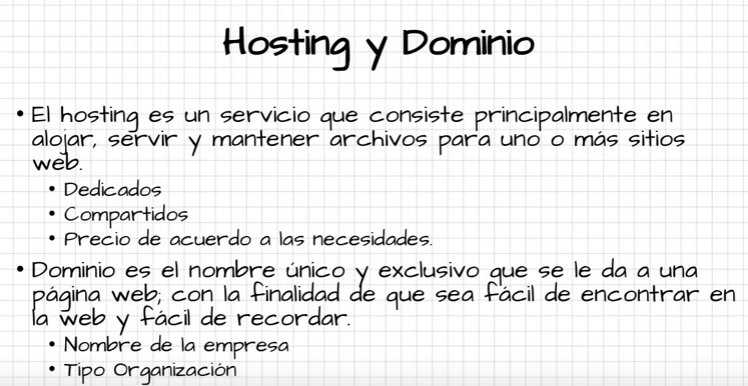 Hosting y Dominio
• El hosting es un servicio que consiste principalmente en
alojar, servir y mantener archivos para uno o más sitios
web.
• Dedicados
• Compartidos
• Precio de acuerdo a las necesidades.
• Dominio es el nombre único y exclusivo que se le da a una
página web; con la finalidad de que sea fácil de encontrar en
la web y fácil de recordar.
• Nombre de la empresa
• Tipo Organización